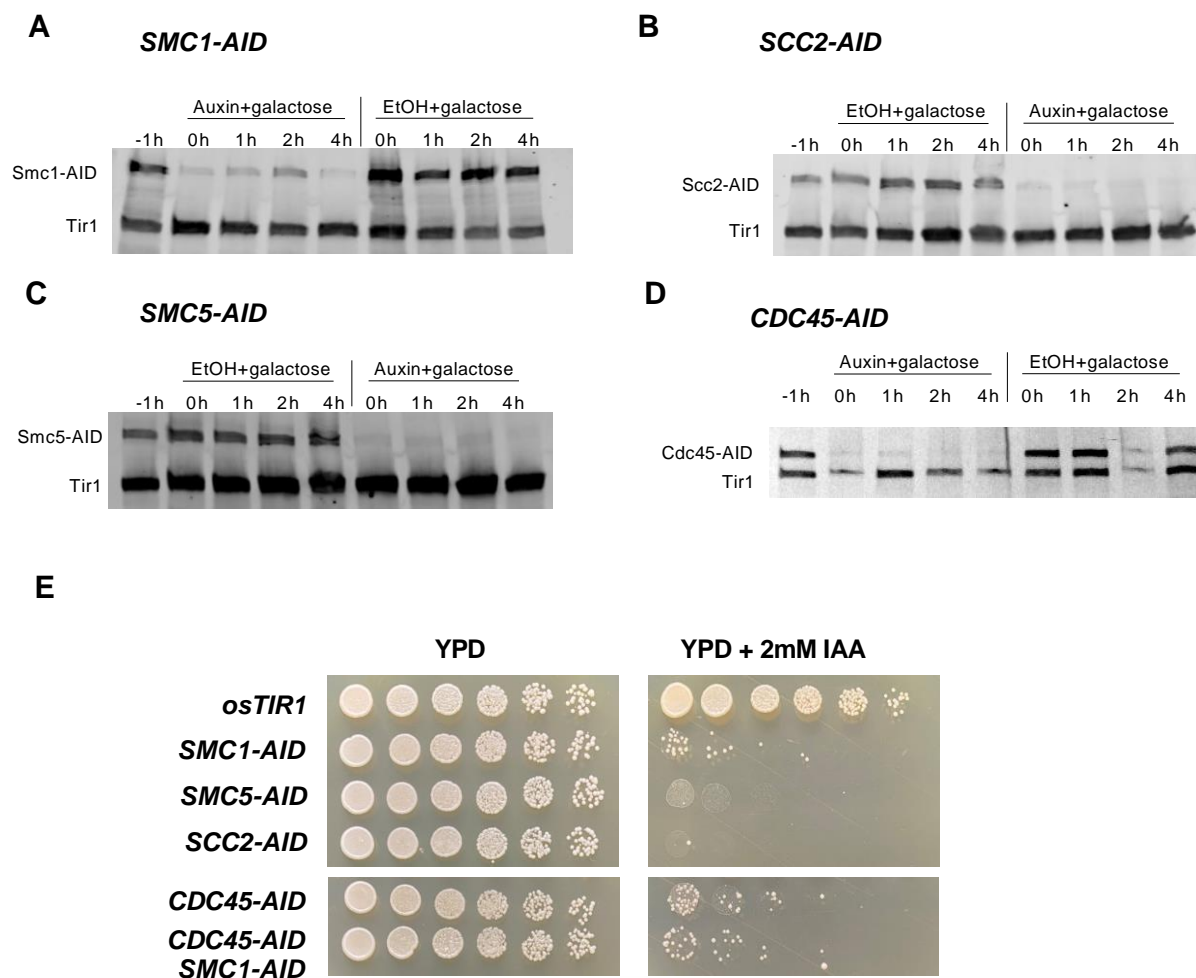 A
SMC1-AID
Auxin+galactose EtOH+galactose
-1h 0h 1h 2h 4h 0h 1h 2h 4h
Smc1-AID
Tir1
B
SCC2-AID
EtOH+galactose Auxin+galactose
-1h 0h 1h 2h 4h 0h 1h 2h 4h
Scc2-AID
Tir1
C
SMC5-AID
EtOH+galactose Auxin+galactose
-1h 0h 1h 2h 4h 0h 1h 2h 4h
Smc5-AID
Tir1
D
CDC45-AID
Auxin+galactose EtOH+galactose
-1h 0h 1h 2h 4h 0h 1h 2h 4h
Cdc45-AID
Tir1
E
YPD YPD + 2mM IAA
osTIR1
SMC1-AID
SMC5-AID
SCC2-AID
CDC45-AID
CDC45-AID
SMC1-AID